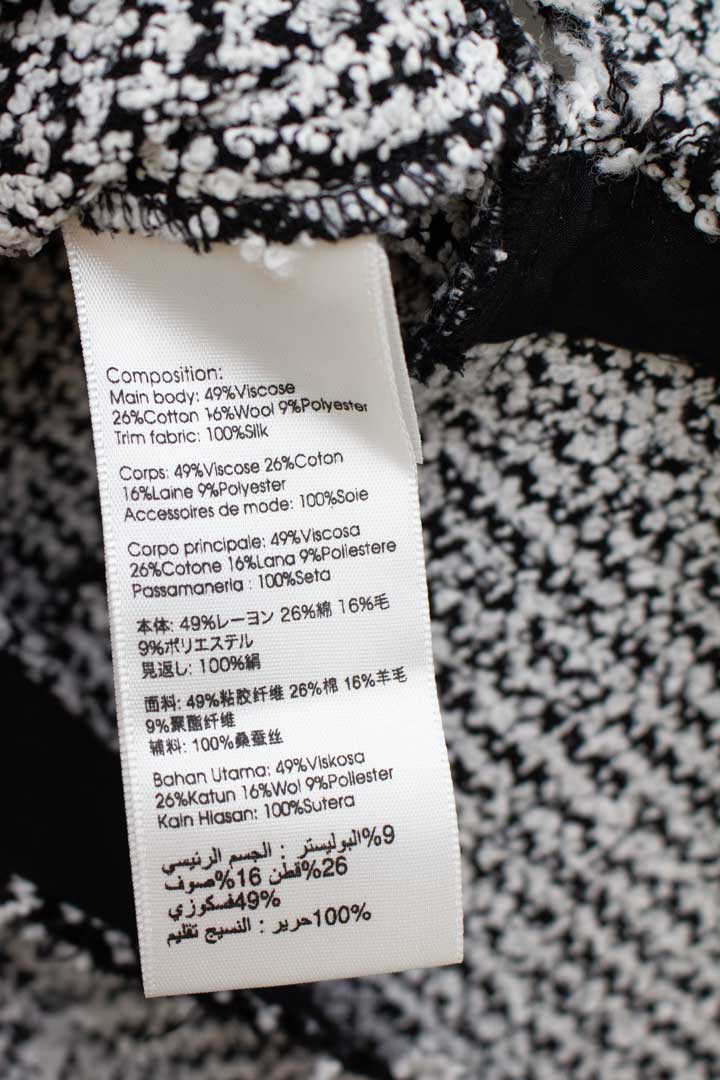 Composition:
Main body: 49%Viscose
26%Cotton 16%Wool 9%Polyester
Trim fabric: 100%Silk
Corps: 49%Viscose 26%Coton
16%Laine 9%Polyester
Accessoires de mode: 100%Soie
Corpo principale: 49%Viscosa
26%Cotone 16%Lana 9%Poliestere
Passamaneria : 100%Seta
本体: 49%レーヨン 26%綿 16%毛
9%ポリエステル
見返し: 100%絹
面料: 49%粘胶纤维 26%棉 16%羊毛
9%聚酯纤维
辅料: 100%桑蚕丝
Bahan Utama: 49%Viskosa
26%Katun 16%Wol 9%Poliester
Kain Hiasan: 100%Sutera
9%البوليستر : الجسم الرئيسي
26%قطن 16%صوف
49%فسكوزي
100%حرير : النسيج تقليم